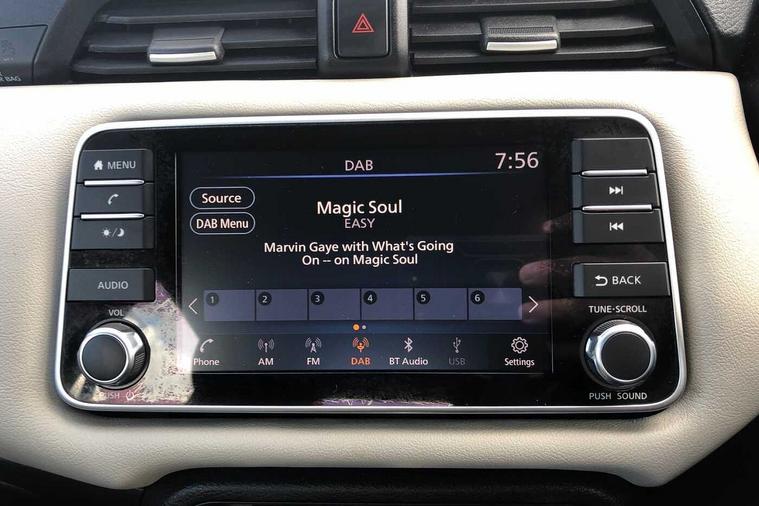 R BAG
DAB
7:56
MENU
Source
DAB Menu
Magic Soul
EASY
Marvin Gaye with What's Going
On -- on Magic Soul
AUDIO
BACK
1 2 3 4 5 6
VOL
TUNE·SCROLL
Phone
AM
FM
DAB
BT Audio
USB
Settings
PUSH
PUSH SOUND